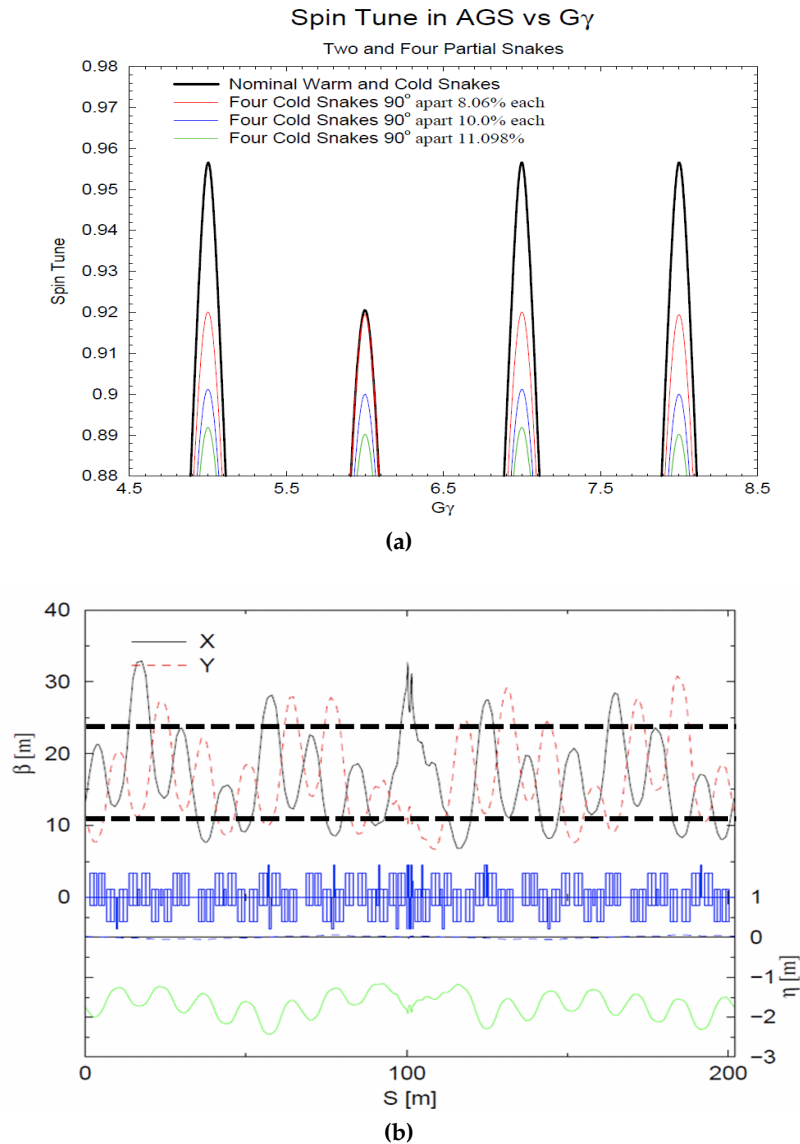 Spin Tune in AGS vs Gγ
Two and Four Partial Snakes
0.98
0.97
0.96
0.95
0.94
0.93
0.92
0.91
0.9
0.89
0.88
Spin Tune
Nominal Warm and Cold Snakes
Four Cold Snakes 90° apart 8.06% each
Four Cold Snakes 90° apart 10.0% each
Four Cold Snakes 90° apart 11.098%
4.5 5.5 6.5 7.5 8.5
Gγ
(a)
40
30
20
10
0
β [m]
X
Y
1
0
−1
−2
−3
η [m]
0 100 200
S [m]
(b)